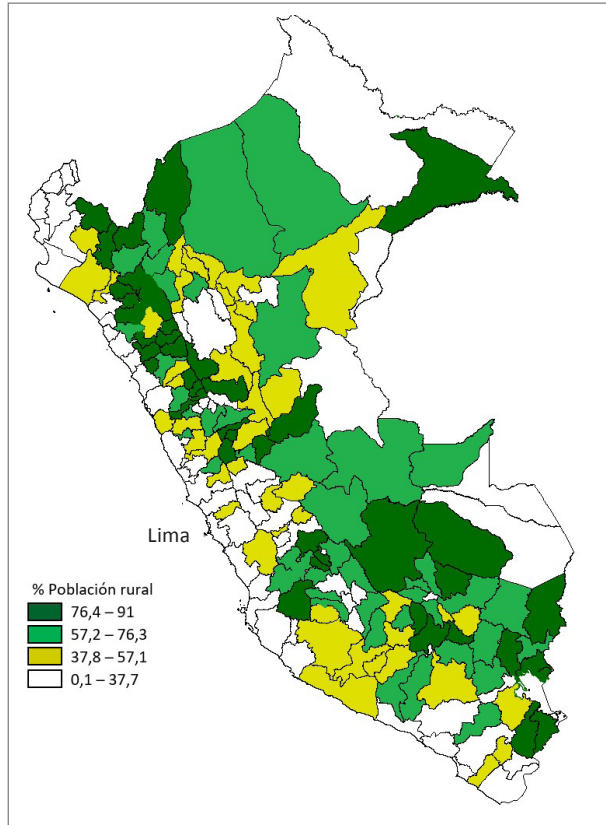 Lima
% Población rural
76,4 – 91
57,2 – 76,3
37,8 – 57,1
0,1 – 37,7